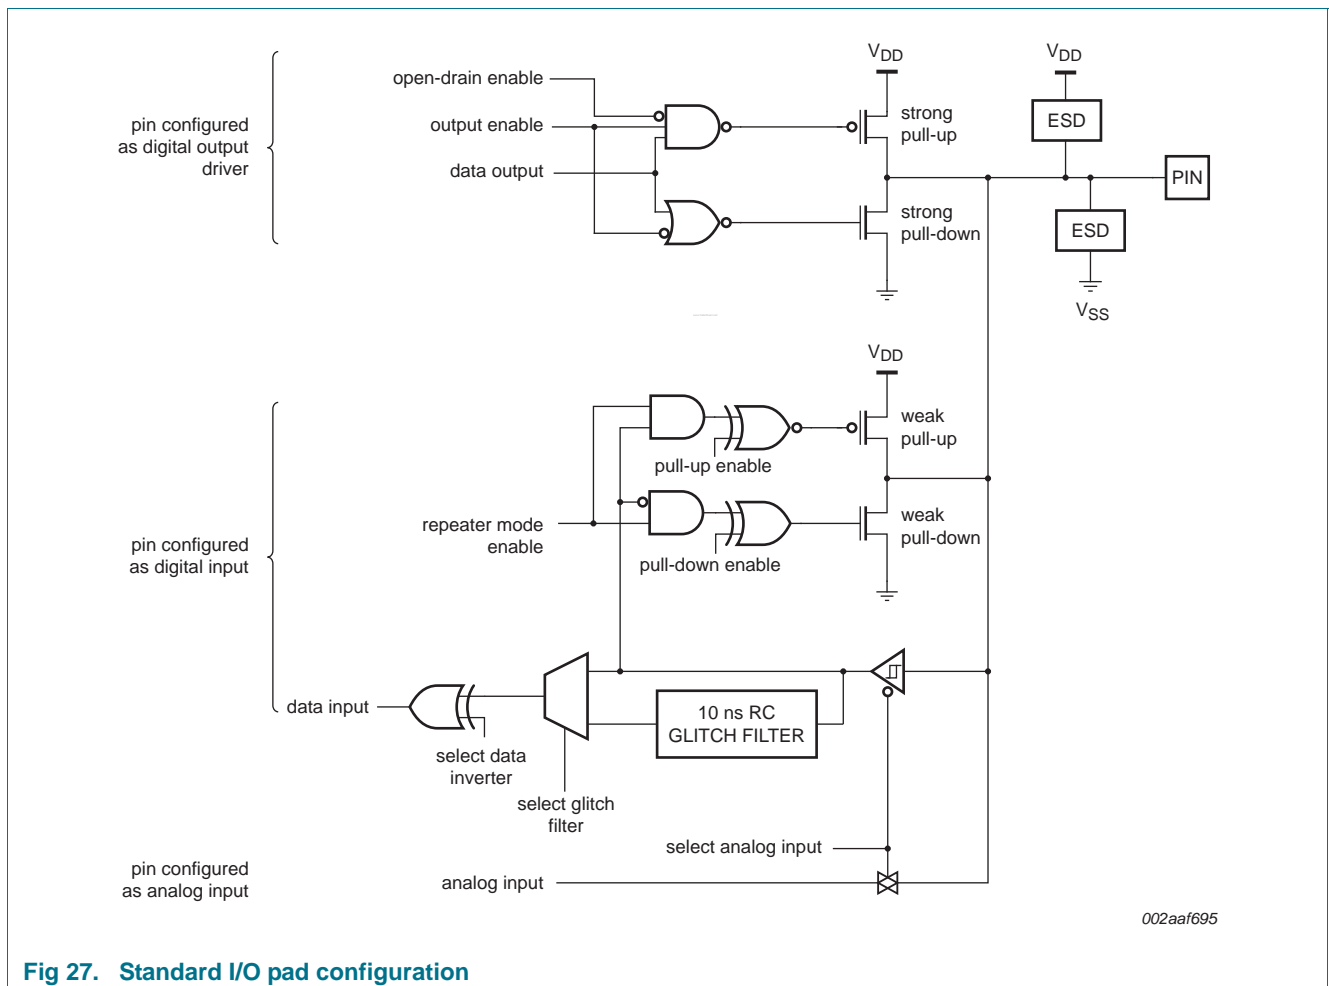 VDD
VDD
open-drain enable
strong
pull-up
ESD
output enable
pin configured
as digital output
driver
data output
PIN
strong
pull-down
ESD
VSS
VDD
weak
pull-up
pull-up enable
repeater mode
enable
weak
pull-down
pin configured
as digital input
pull-down enable
data input
10 ns RC
GLITCH FILTER
select data
inverter
select glitch
filter
select analog input
pin configured
as analog input
analog input
002aaf695
Fig 27. Standard I/O pad configuration